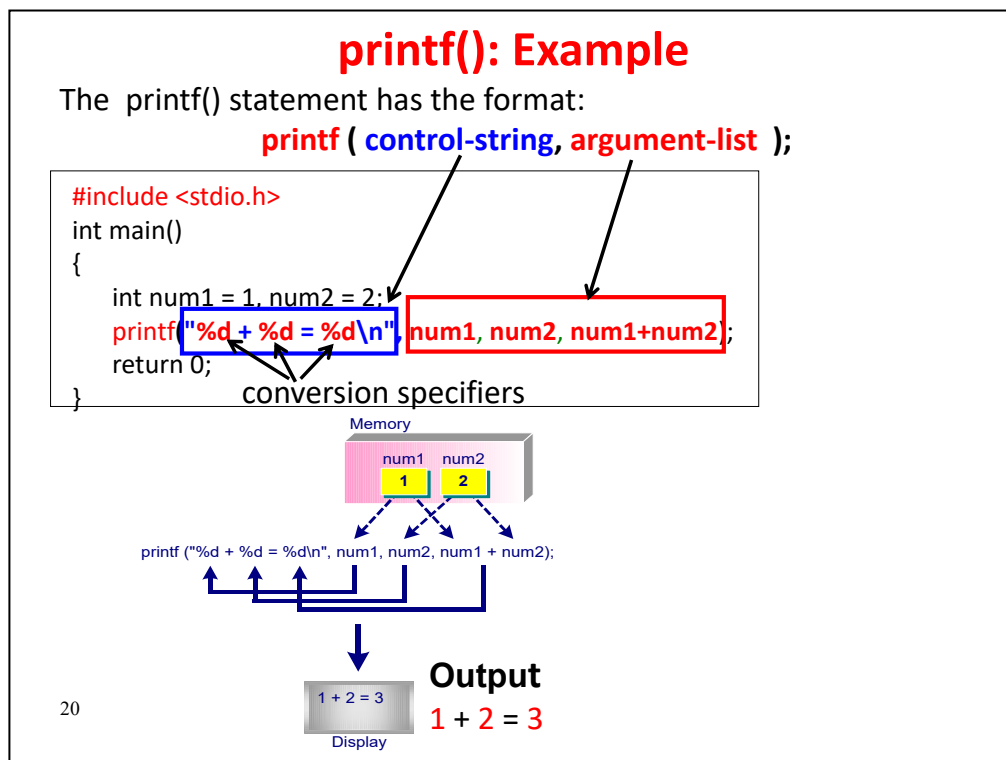 printf(): Example
The printf() statement has the format:
printf ( control-string, argument-list );
#include <stdio.h>
int main()
{
int num1 = 1, num2 = 2;
printf("%d + %d = %d\n", num1, num2, num1+num2);
return 0;
conversion specifiers
}
Memory
num1 num2
1 2
printf ("%d + %d = %d\n", num1, num2, num1 + num2);
1 + 2 = 3
Display
Output
1 + 2 = 3
20